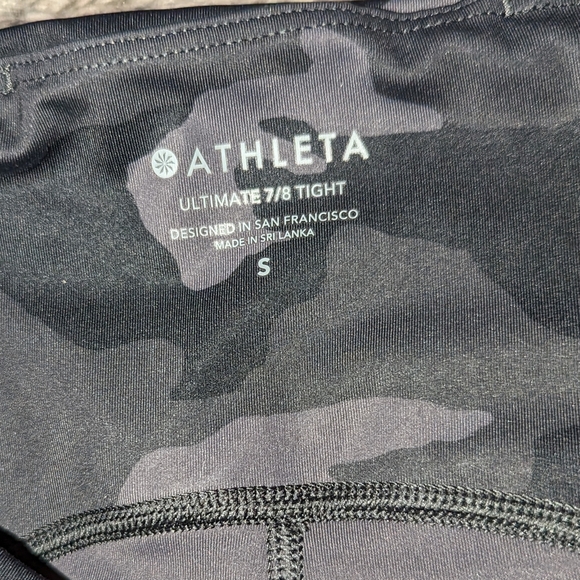 ATHLETA
ULTIMATE 7/8 TIGHT
DESIGNED IN SAN FRANCISCO
MADE IN SRI LANKA
S